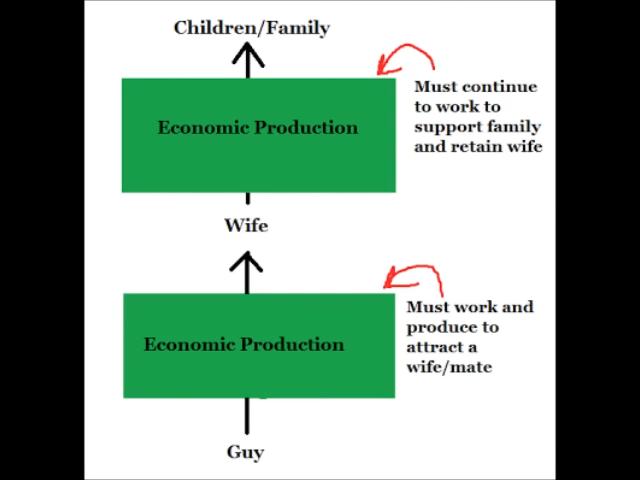 Children/Family
Must continue
to work to
support family
and retain wife
Economic Production
Wife
Must work and
produce to
attract a
wife/mate
Economic Production
Guy